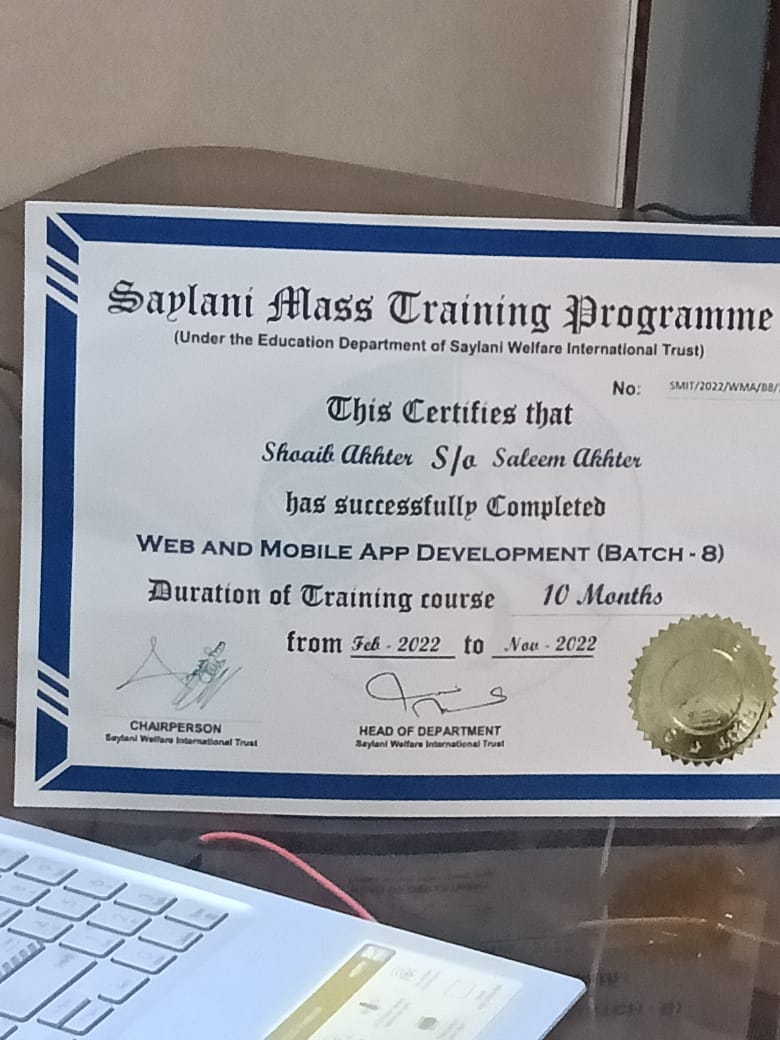 Saylani Mass Training Programme
(Under the Education Department of Saylani Welfare International Trust)
No: SMIT/2022/WMA/B8/
This Certifies that
Shoaib Akhter S/o Saleem Akhter
has successfully Completed
WEB AND MOBILE APP DEVELOPMENT (BATCH - 8)
Duration of Training course 10 Months
from Feb - 2022 to Nov - 2022
CHAIRPERSON
Saylani Welfare International Trust
HEAD OF DEPARTMENT
Saylani Welfare International Trust